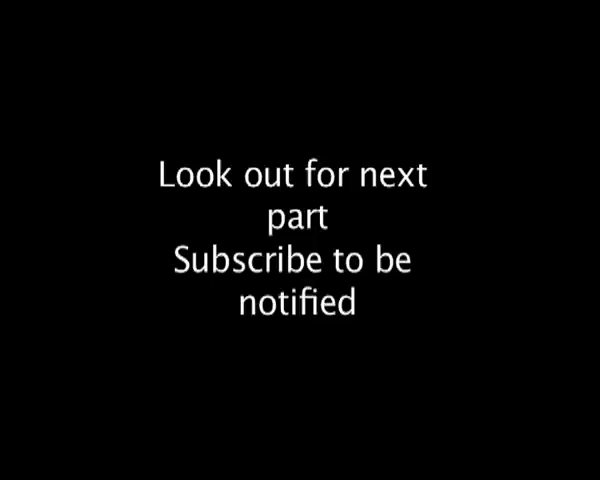 Look out for next
part
Subscribe to be
notified